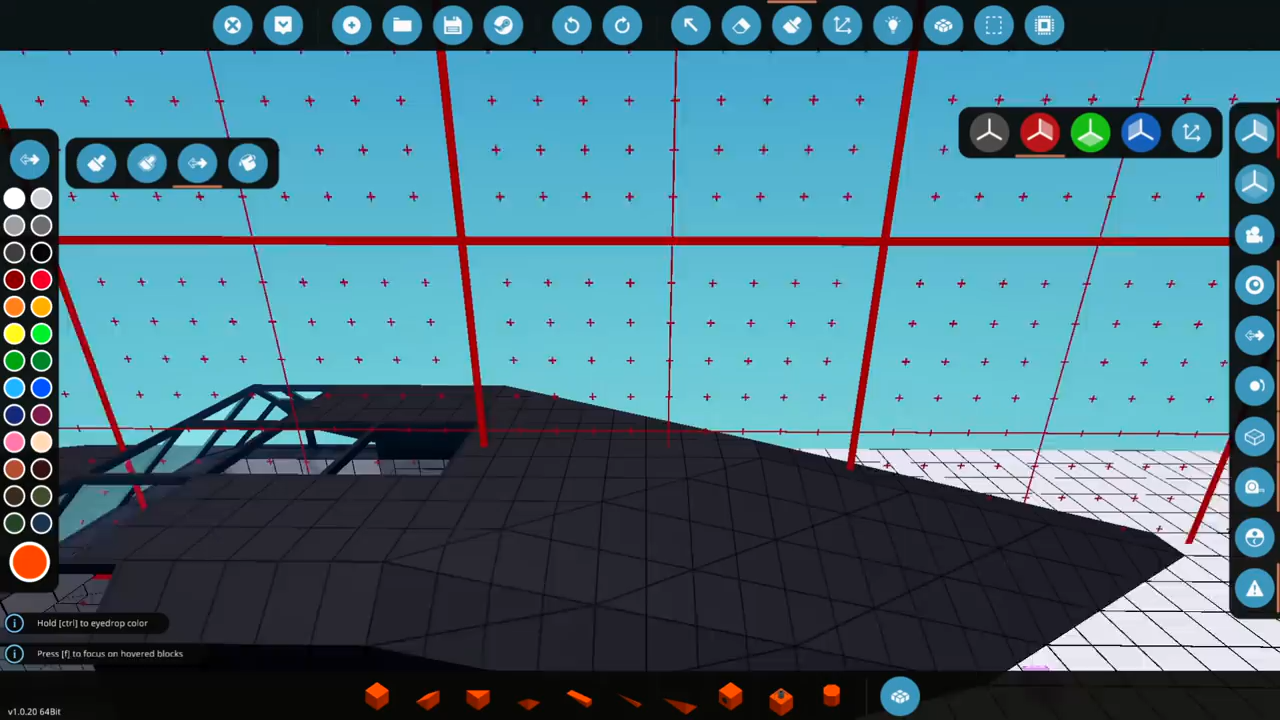 Hold [ctrl] to eyedrop color
Press [f] to focus on hovered blocks
v1.0.20 64Bit